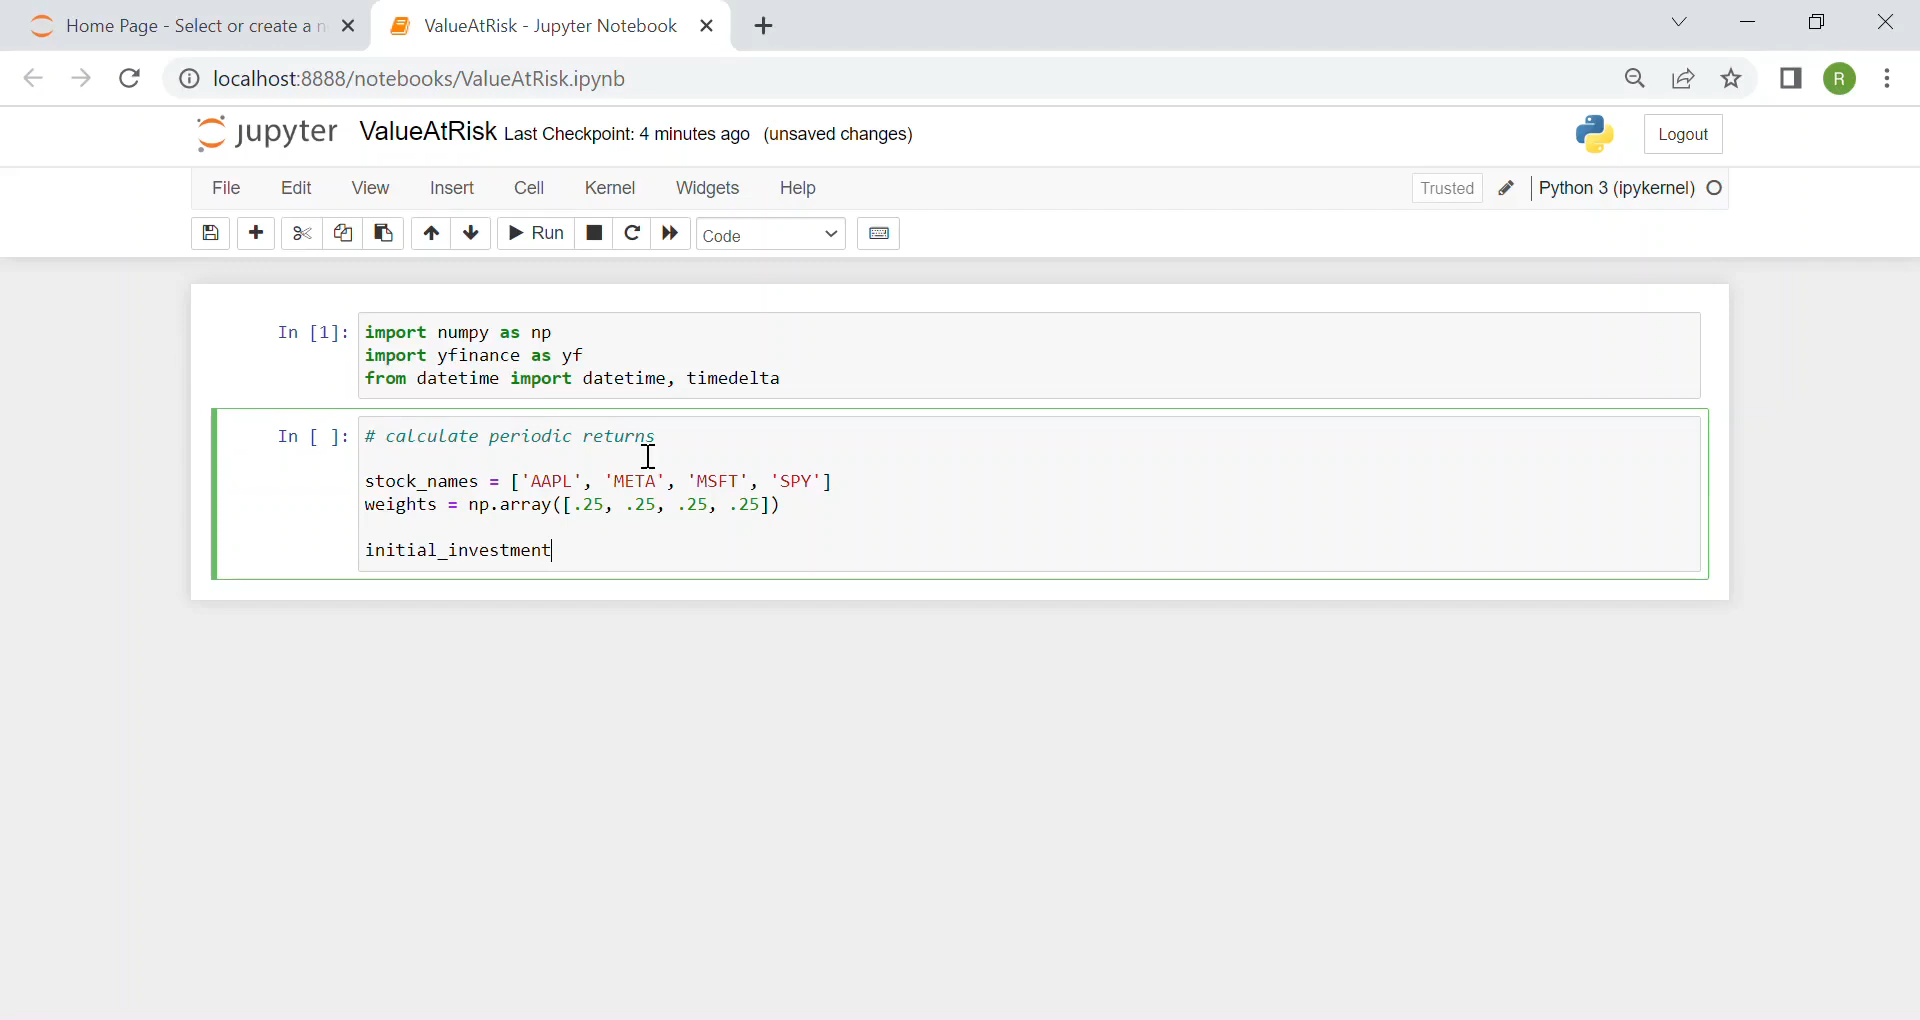 Home Page - Select or create a n
ValueAtRisk - Jupyter Notebook
localhost:8888/notebooks/ValueAtRisk.ipynb
R
jupyter ValueAtRisk Last Checkpoint: 4 minutes ago (unsaved changes)
Logout
File Edit View Insert Cell Kernel Widgets Help
Trusted Python 3 (ipykernel)
Run Code
In [1]: import numpy as np
import yfinance as yf
from datetime import datetime, timedelta
In [ ]: # calculate periodic returns
stock_names = ['AAPL', 'META', 'MSFT', 'SPY']
weights = np.array([.25, .25, .25, .25])
initial_investment